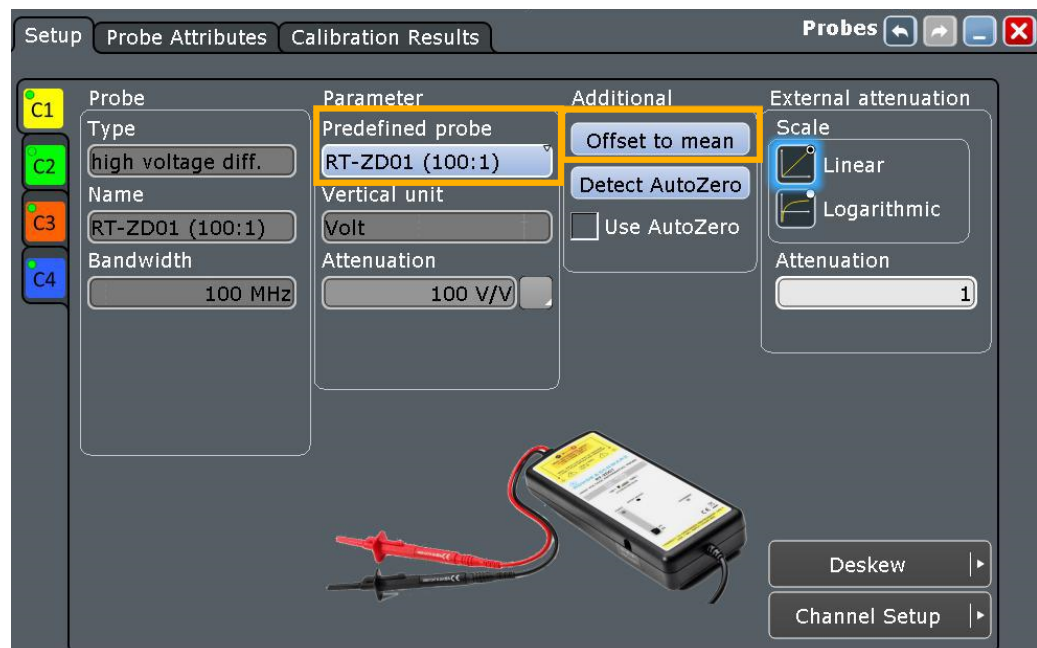 Setup Probe Attributes Calibration Results Probes
C1
C2
C3
C4
Probe
Type
high voltage diff.
Name
RT-ZD01 (100:1)
Bandwidth
100 MHz
Parameter
Predefined probe
RT-ZD01 (100:1)
Vertical unit
Volt
Attenuation
100 V/V
Additional
Offset to mean
Detect AutoZero
Use AutoZero
External attenuation
Scale
Linear
Logarithmic
Attenuation
1
Deskew
Channel Setup